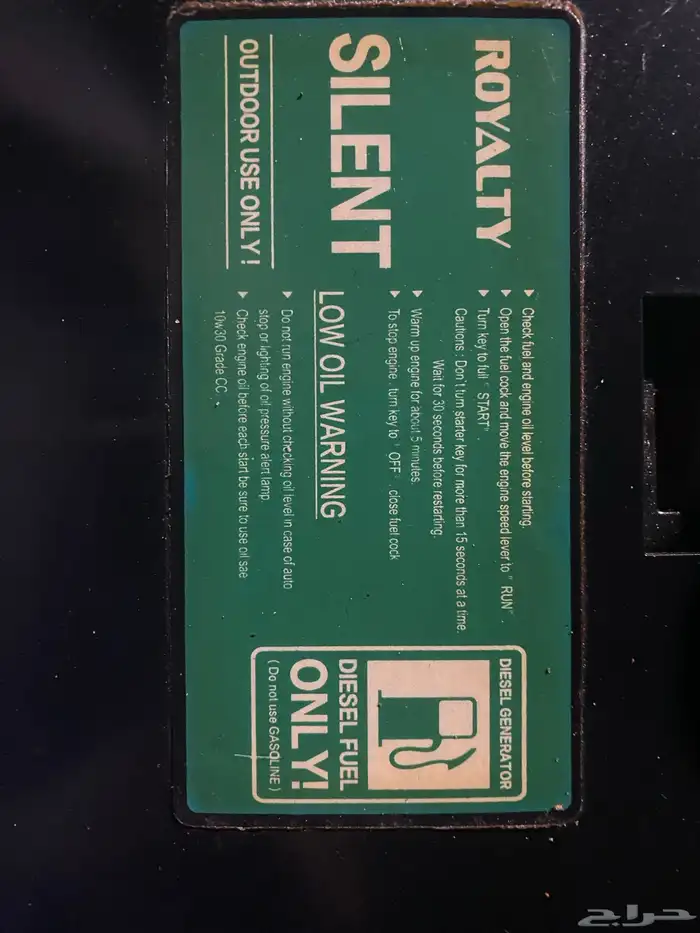 ROYALTY
SILENT
OUTDOOR USE ONLY!
▶ Check fuel and engine oil level before starting.
▶ Open the fuel cock and move the engine speed lever to " RUN" .
▶ Turn key to full " START" .
Cautions : Don't turn starter key for more than 15 seconds at a time.
Wait for 30 seconds before restarting.
▶ Warm up engine for about 5 minutes.
▶ To stop engine . turn key to " OFF" . close fuel cock
LOW OIL WARNING
▶ Do not run engine without checking oil level in case of auto
stop or lighting of oil pressure alert lamp
▶ Check engine oil before each start be sure to use oil sae
10w30 Grade CC .
DIESEL GENERATOR
DIESEL FUEL
ONLY!
( Do not use GASOLINE )
حراج